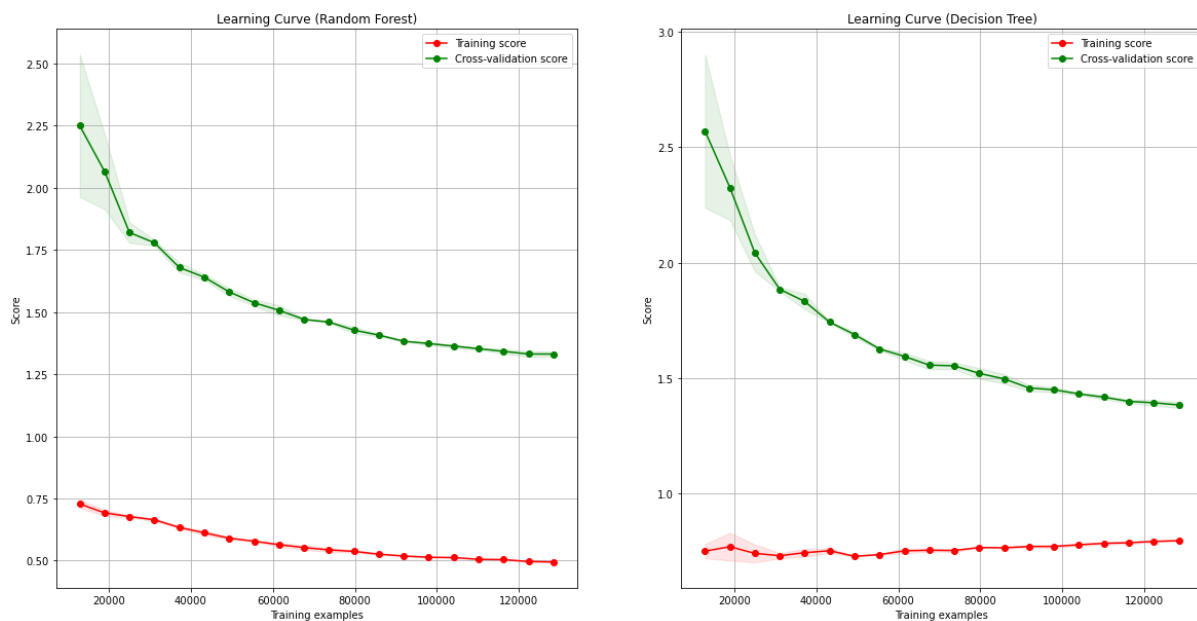 Learning Curve (Random Forest)
Training score
Cross-validation score
Score
2.50
2.25
2.00
1.75
1.50
1.25
1.00
0.75
0.50
20000 40000 60000 80000 100000 120000
Training examples
Learning Curve (Decision Tree)
Training score
Cross-validation score
Score
3.0
2.5
2.0
1.5
1.0
20000 40000 60000 80000 100000 120000
Training examples